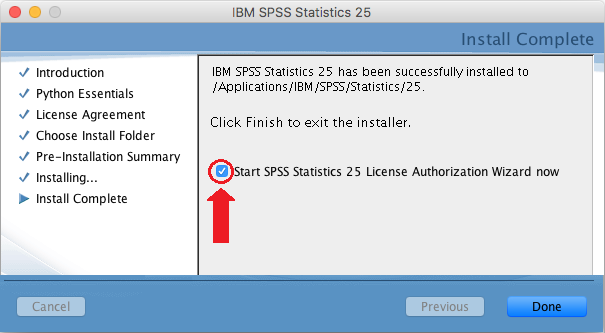 IBM SPSS Statistics 25
Install Complete
Introduction
Python Essentials
License Agreement
Choose Install Folder
Pre-Installation Summary
Installing...
Install Complete
IBM SPSS Statistics 25 has been successfully installed to
/Applications/IBM/SPSS/Statistics/25.
Click Finish to exit the installer.
Start SPSS Statistics 25 License Authorization Wizard now
Cancel
Previous
Done